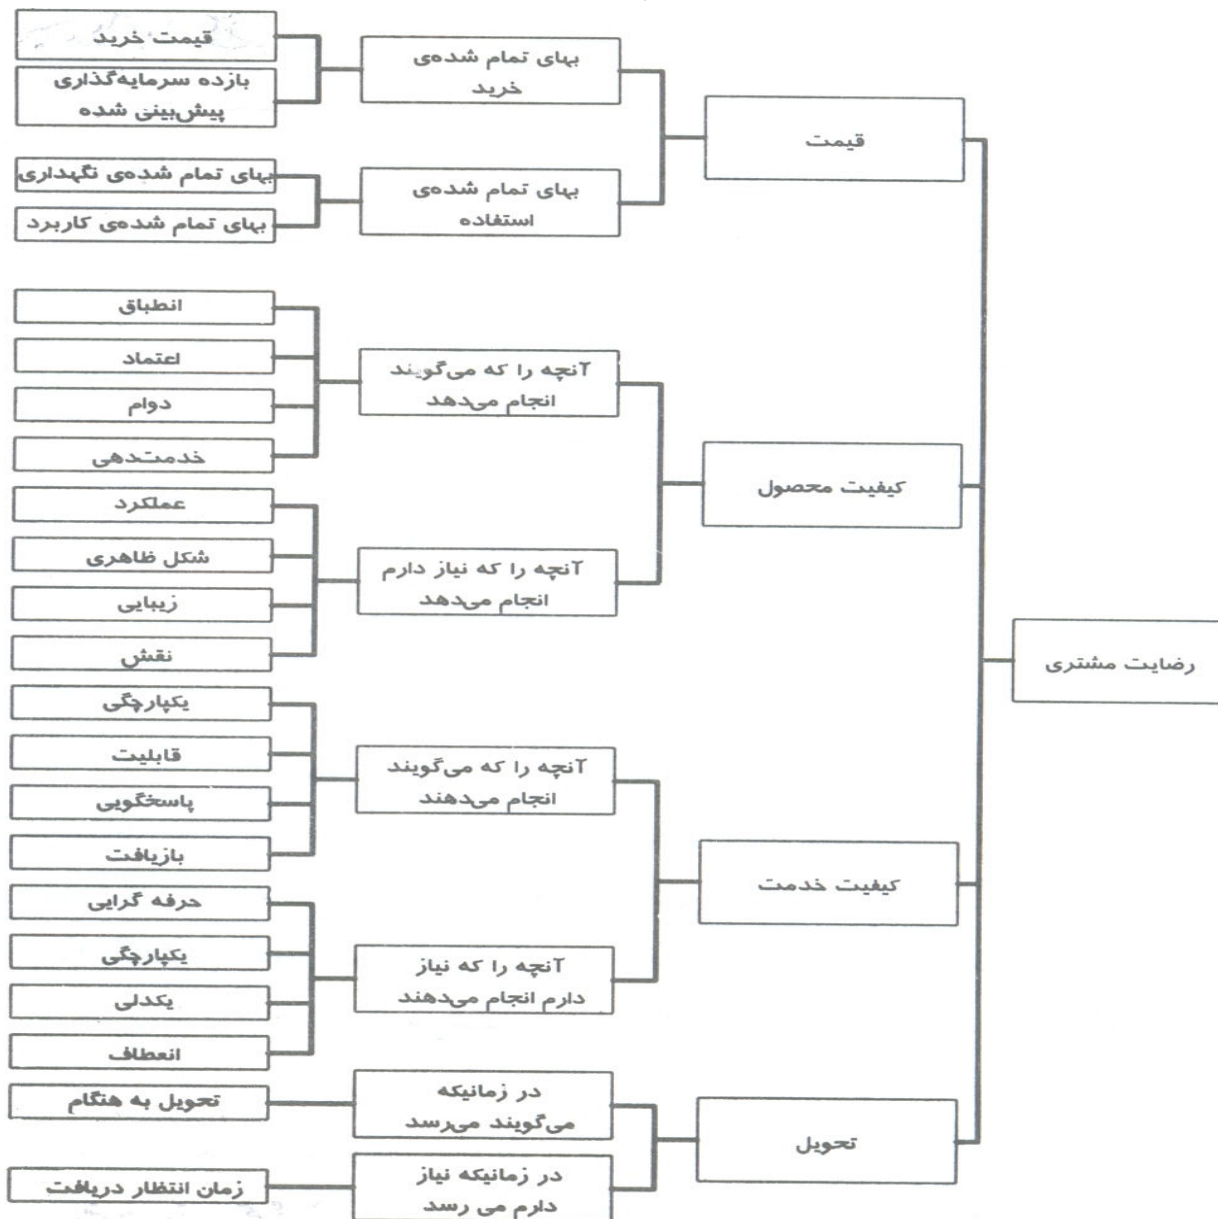 رضایت مشتری
قیمت
بهای تمام شده‌ی
خرید
قیمت خرید
بازده سرمایه‌گذاری
پیش‌بینی شده
بهای تمام شده‌ی
استفاده
بهای تمام شده‌ی نگهداری
بهای تمام شده‌ی کاربرد
کیفیت محصول
آنچه را که می‌گویند
انجام می‌دهد
انطباق
اعتماد
دوام
خدمت‌دهی
آنچه را که نیاز دارم
انجام می‌دهد
عملکرد
شکل ظاهری
زیبایی
نقش
کیفیت خدمت
آنچه را که می‌گویند
انجام می‌دهند
یکپارچگی
قابلیت
پاسخگویی
بازیافت
آنچه را که نیاز
دارم انجام می‌دهند
حرفه گرایی
یکپارچگی
یکدلی
انعطاف
تحویل
در زمانیکه
می‌گویند می‌رسد
تحویل به هنگام
در زمانیکه نیاز
دارم می رسد
زمان انتظار دریافت